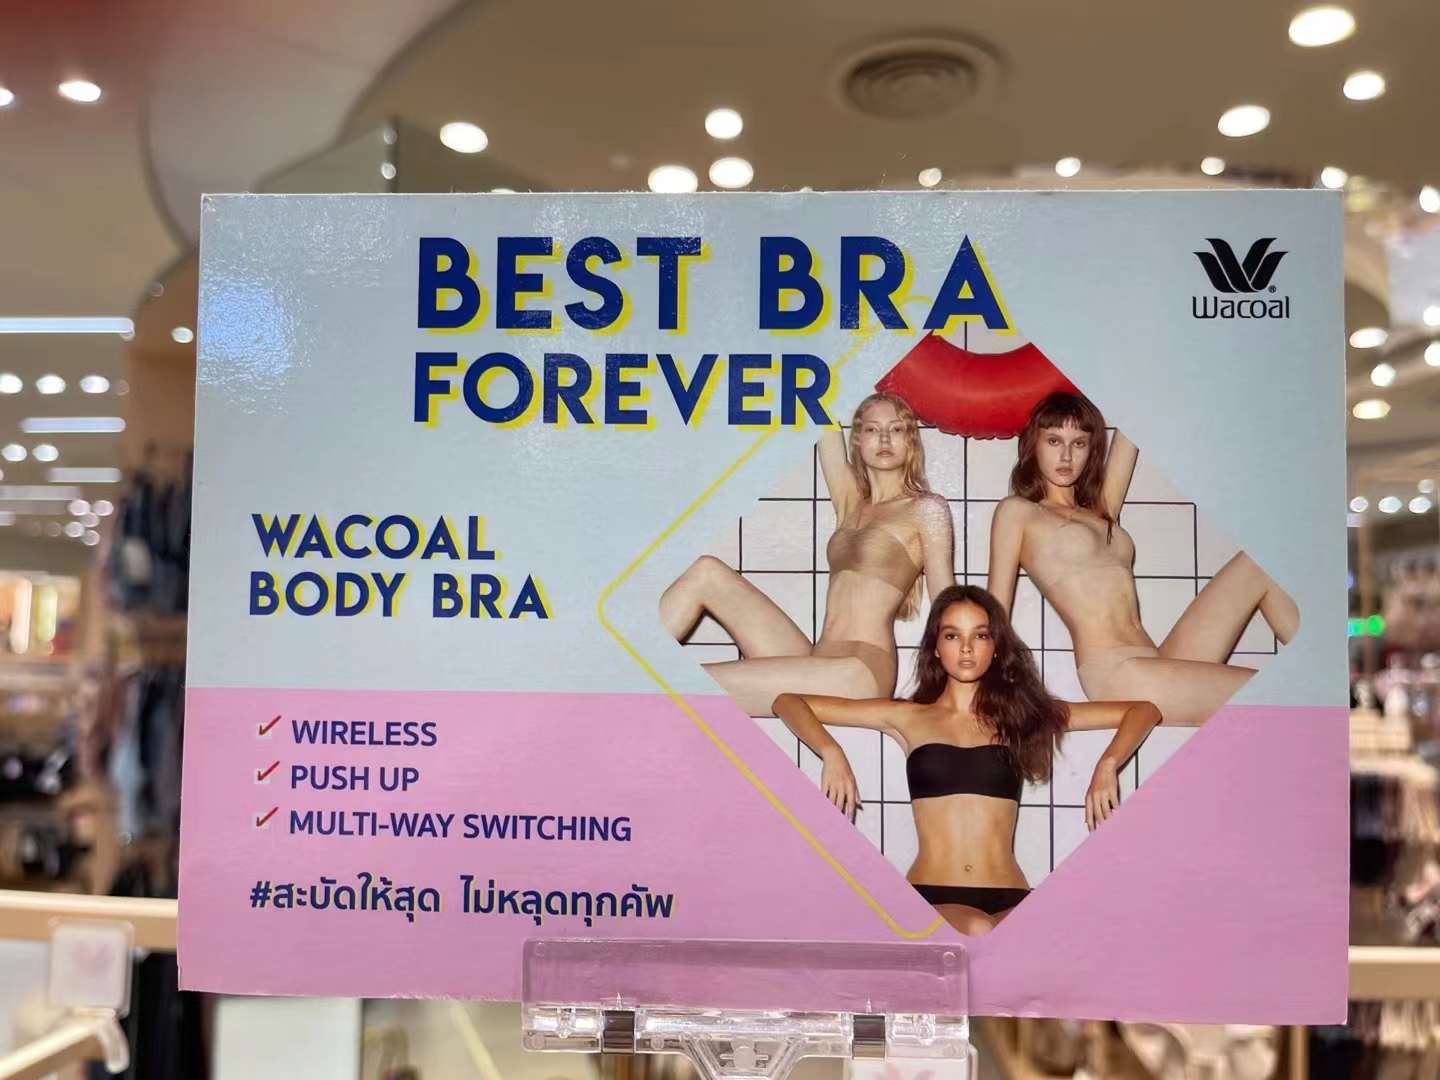 BEST BRA
FOREVER
Wacoal
WACOAL
BODY BRA
✓ WIRELESS
✓ PUSH UP
✓ MULTI-WAY SWITCHING
#สะบัดให้สุด ไม่หลุดทุกคัพ